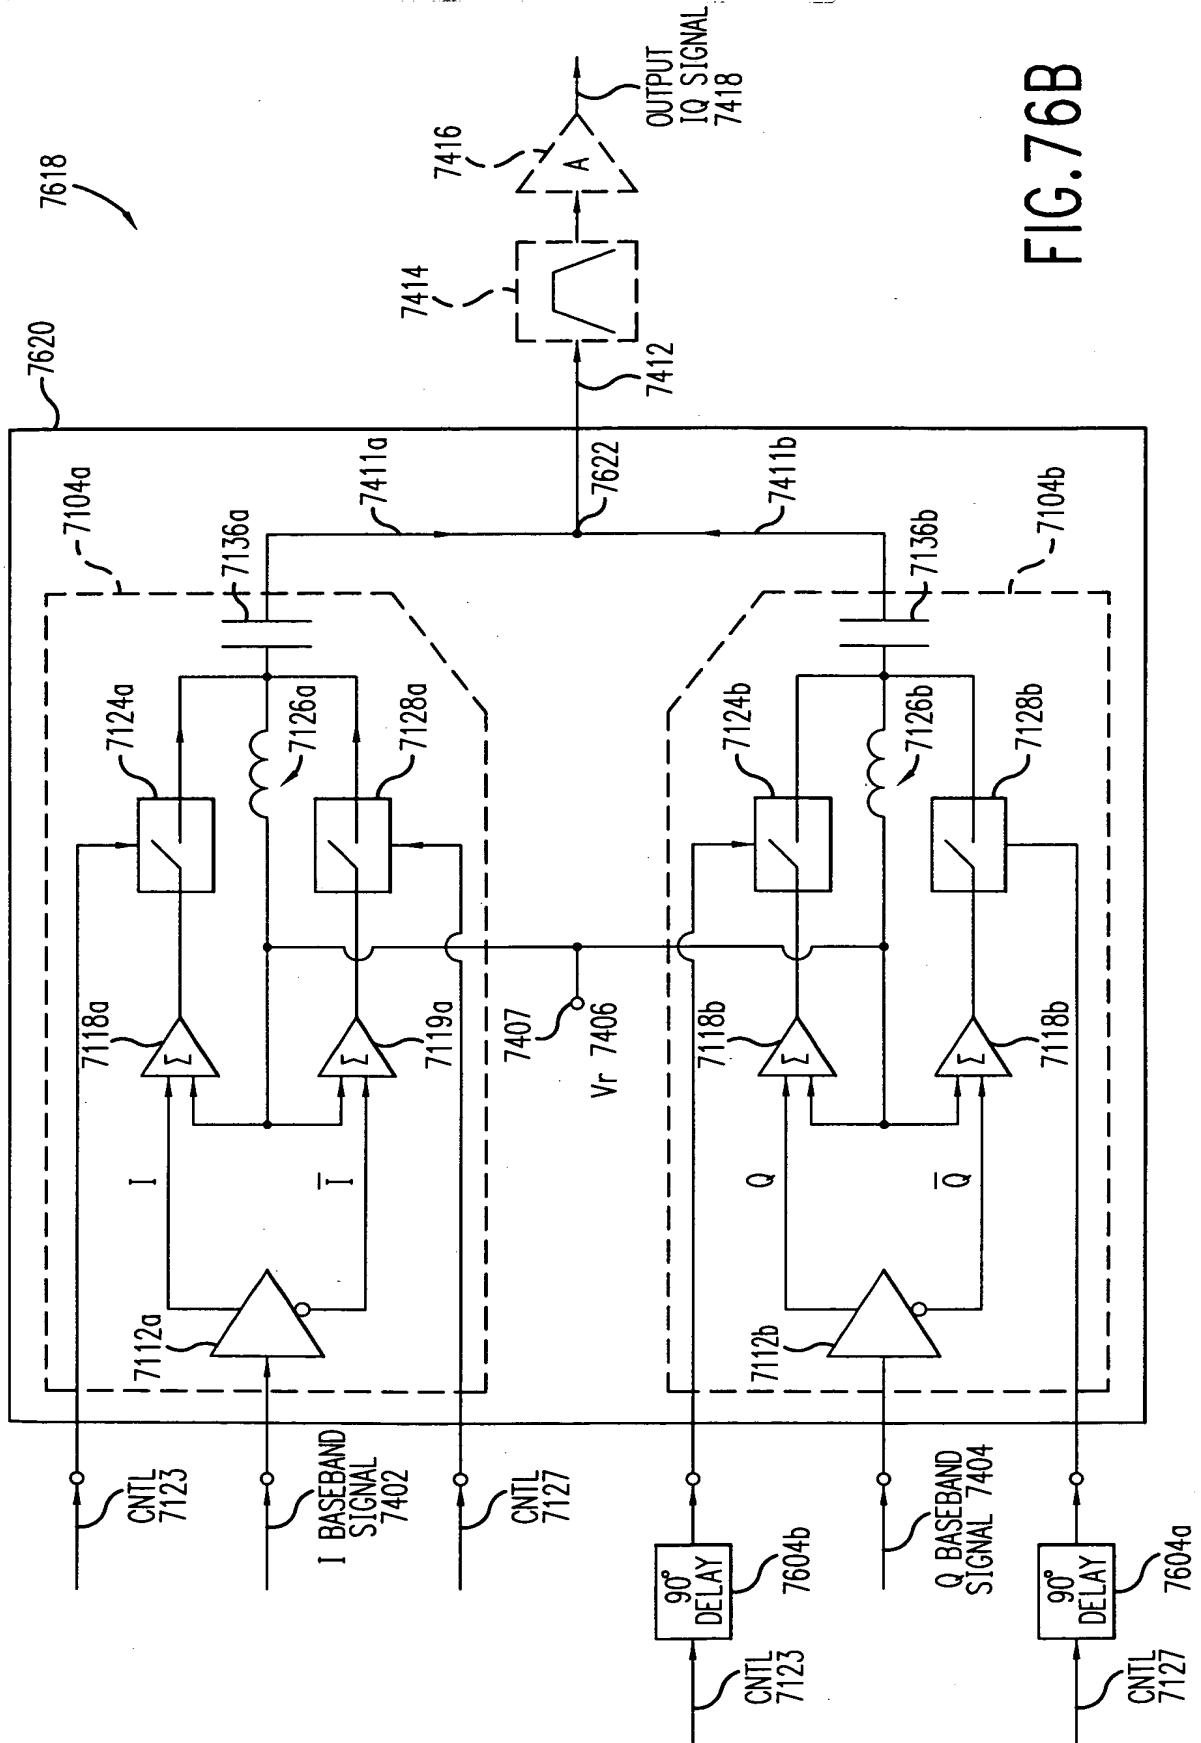 7618
7620
7104a
7124a
7136a
7118a
7126a
7411a
I
Σ
7112a
Ī
Σ
7119a
7128a
CNTL
7123
I BASEBAND
SIGNAL
7402
CNTL
7127
7407
Vr 7406
7622
7412
7414
7416
A
OUTPUT
IQ SIGNAL
7418
7411b
7104b
7124b
7136b
7118b
7126b
Q
Σ
7112b
Q̄
Σ
7118b
7128b
90°
DELAY
7604b
CNTL
7123
Q BASEBAND
SIGNAL 7404
90°
DELAY
7604a
CNTL
7127
FIG.76B